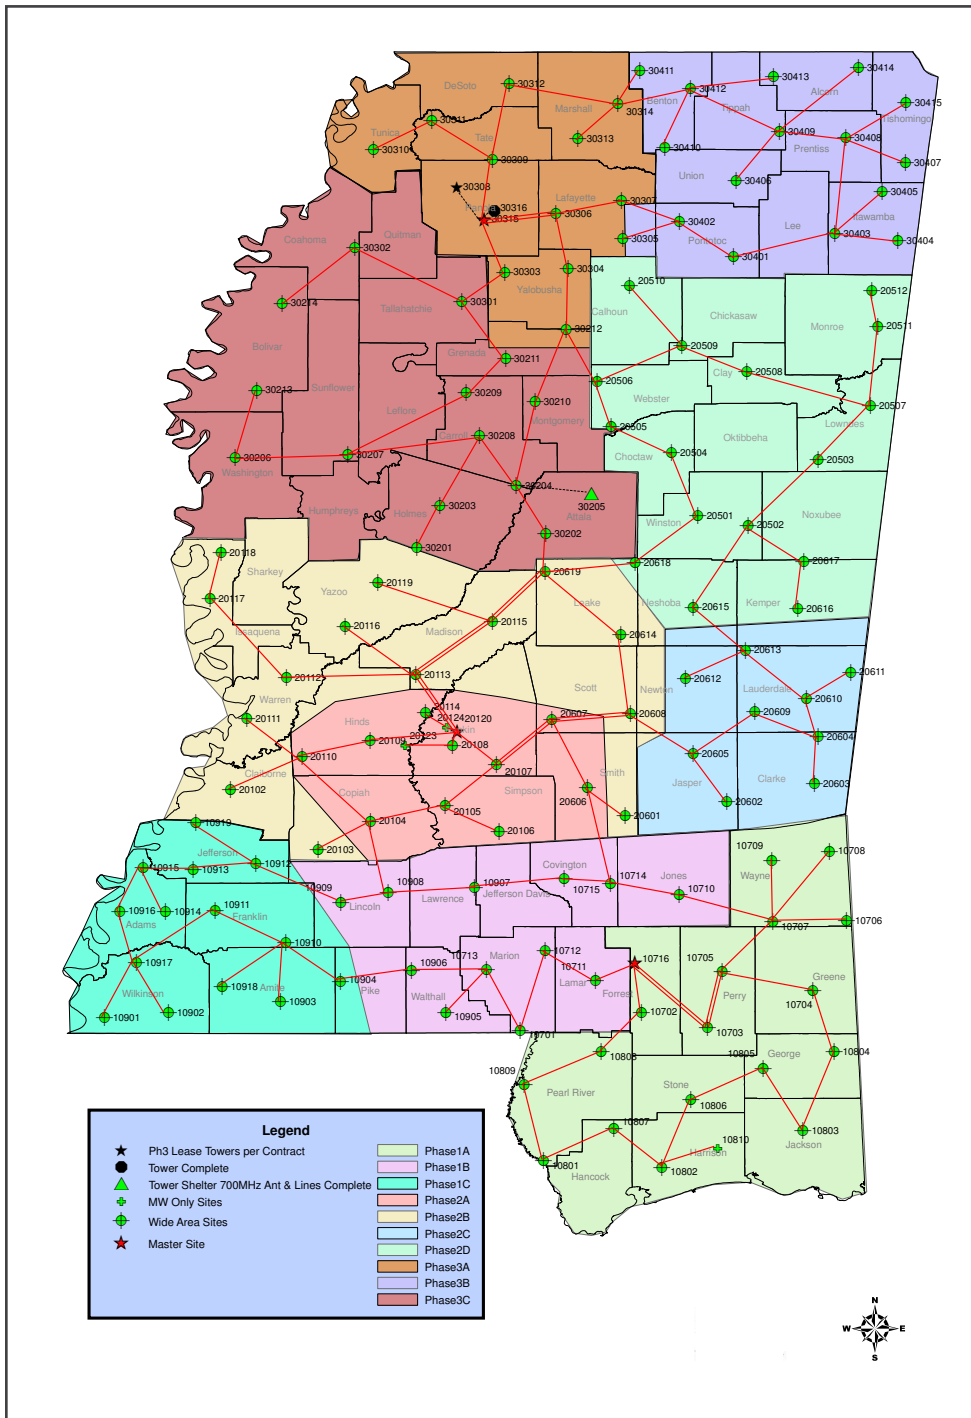 30411
30414
30413
DeSoto
30312
30412
Alcorn
Benton
30415
Marshall
30314
Tippah
30311
Tishomingo
Tunica
30409
30408
Tate
30313
30310
30410
Prentiss
30309
30407
Union
30308
30406
30405
Lafayette
30307
30316
30306
30315
30402
Itawamba
Lee
30403
30404
30305
Pontotoc
Quitman
Coahoma
30302
30401
30304
30303
20510
Yalobusha
20512
30214
30301
Tallahatchie
Calhoun
Chickasaw
Monroe
20511
30212
Bolivar
20509
Grenada
30211
Clay
20508
20506
Sunflower
30213
30209
Webster
30210
Leflore
20507
Montgomery
Lowndes
20505
Carroll
30208
Oktibbeha
Choctaw
20504
30206
30207
20503
Washington
30204
30205
Humphreys
Holmes
30203
Attala
20501
Noxubee
Winston
20502
30202
30201
20118
20618
20617
Sharkey
20619
20119
Yazoo
20117
Leake
Neshoba
Kemper
20615
20616
20115
20116
Issaquena
Madison
20614
20613
20113
20112
20612
20611
Scott
Newton
Lauderdale
Warren
20610
20114
20111
20124
20120
20607
20608
20609
Hinds
20123
20109
20604
20108
20110
20605
Claiborne
20107
Smith
Jasper
Clarke
20603
20102
20606
Copiah
Simpson
20105
20602
20601
20104
10919
20106
20103
Jefferson
10708
10709
10912
Covington
10915
10913
Jones
Wayne
10714
10909
10908
10907
10715
Lawrence
Jefferson Davis
10710
Lincoln
10911
10916
10914
Franklin
10706
Adams
10707
10910
10712
Marion
10713
10716
10705
10917
10906
10711
Greene
10904
Lamar
Perry
10918
Amite
Pike
Forrest
Wilkinson
Walthall
10704
10903
10902
10905
10702
10901
10701
10703
10808
10805
George
10804
10809
Pearl River
Stone
10806
10807
10803
10810
Jackson
Harrison
10801
10802
Hancock
Legend
Ph3 Lease Towers per Contract
Tower Complete
Tower Shelter 700MHz Ant & Lines Complete
MW Only Sites
Wide Area Sites
Master Site
Phase1A
Phase1B
Phase1C
Phase2A
Phase2B
Phase2C
Phase2D
Phase3A
Phase3B
Phase3C
N
W
E
S